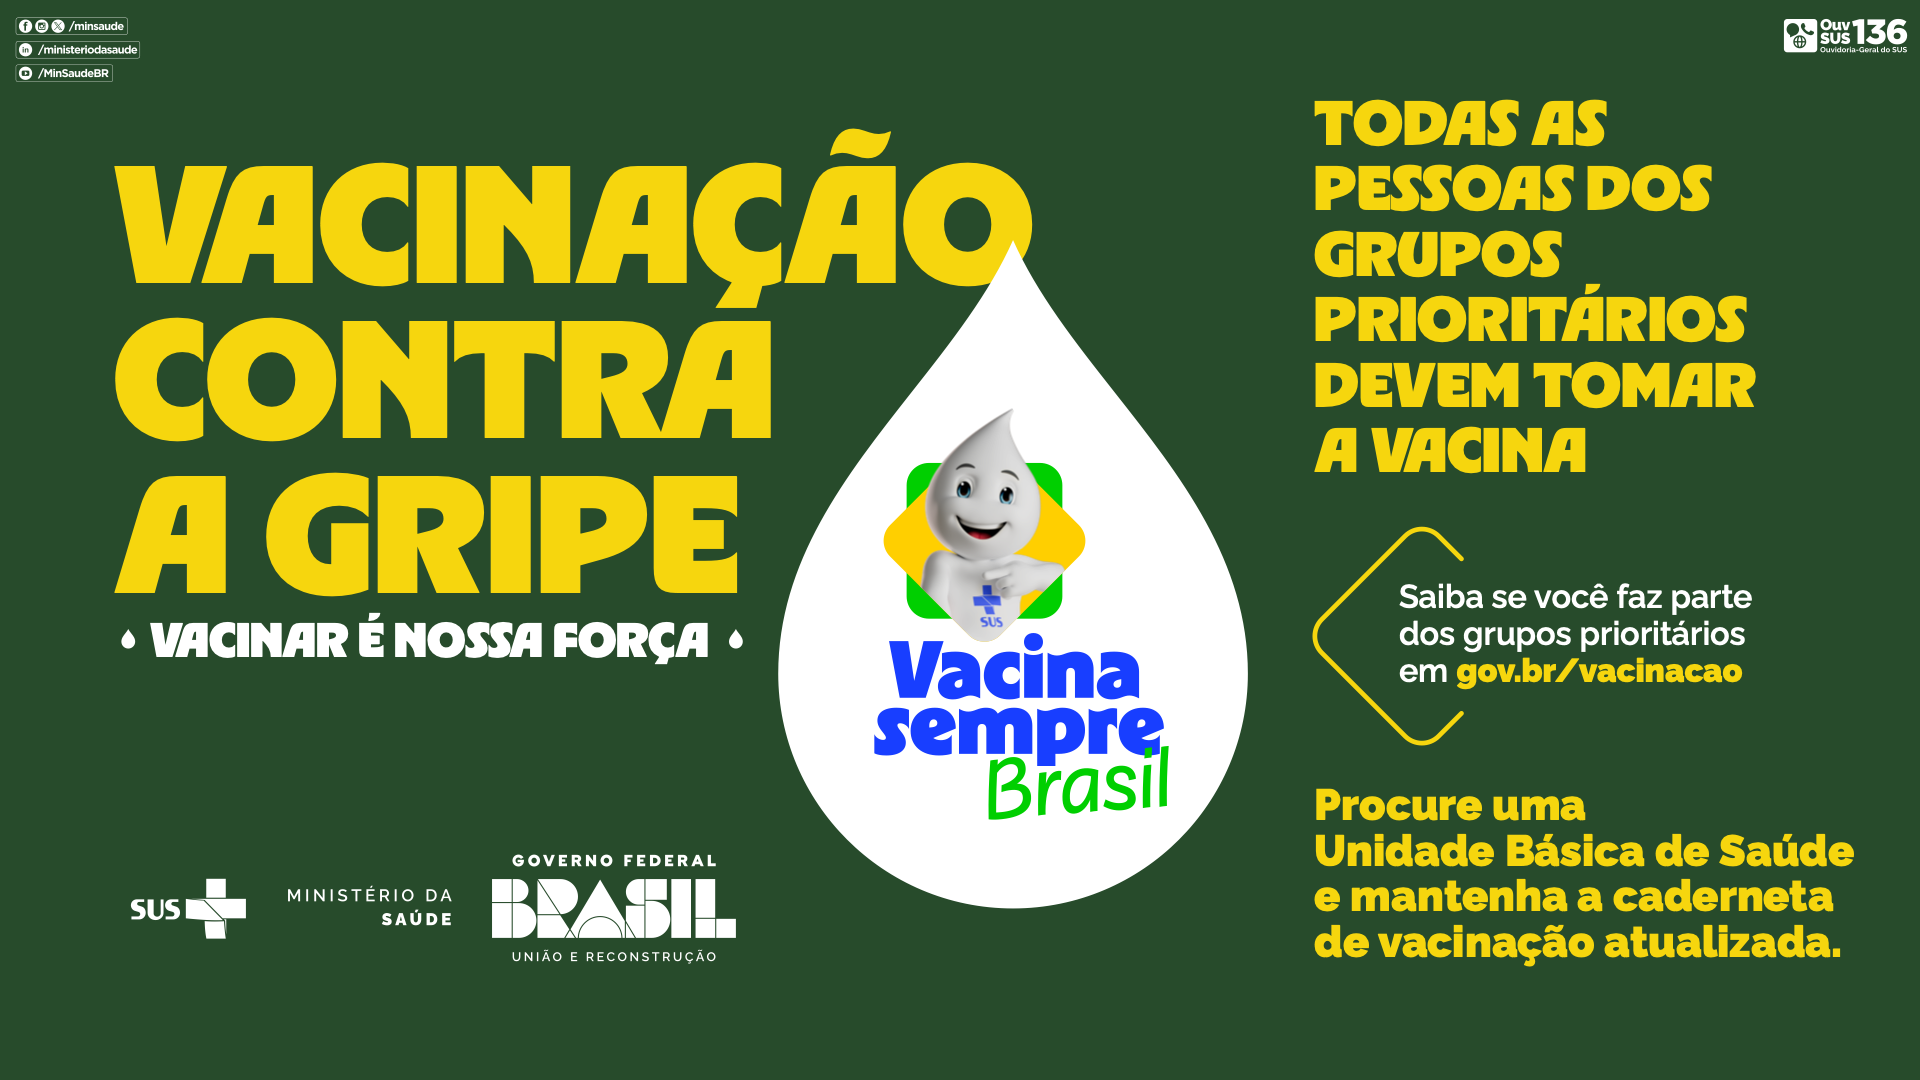 /minsaude
/ministeriodasaude
/MinSaudeBR
Ouv
SUS 136
Ouvidoria-Geral do SUS
VACINAÇÃO
CONTRA
A GRIPE
VACINAR É NOSSA FORÇA
SUS
Vacina
sempre
Brasil
TODAS AS
PESSOAS DOS
GRUPOS
PRIORITÁRIOS
DEVEM TOMAR
A VACINA
Saiba se você faz parte
dos grupos prioritários
em gov.br/vacinacao
Procure uma
Unidade Básica de Saúde
e mantenha a caderneta
de vacinação atualizada.
SUS
MINISTÉRIO DA
SAÚDE
GOVERNO FEDERAL
BRASIL
UNIÃO E RECONSTRUÇÃO